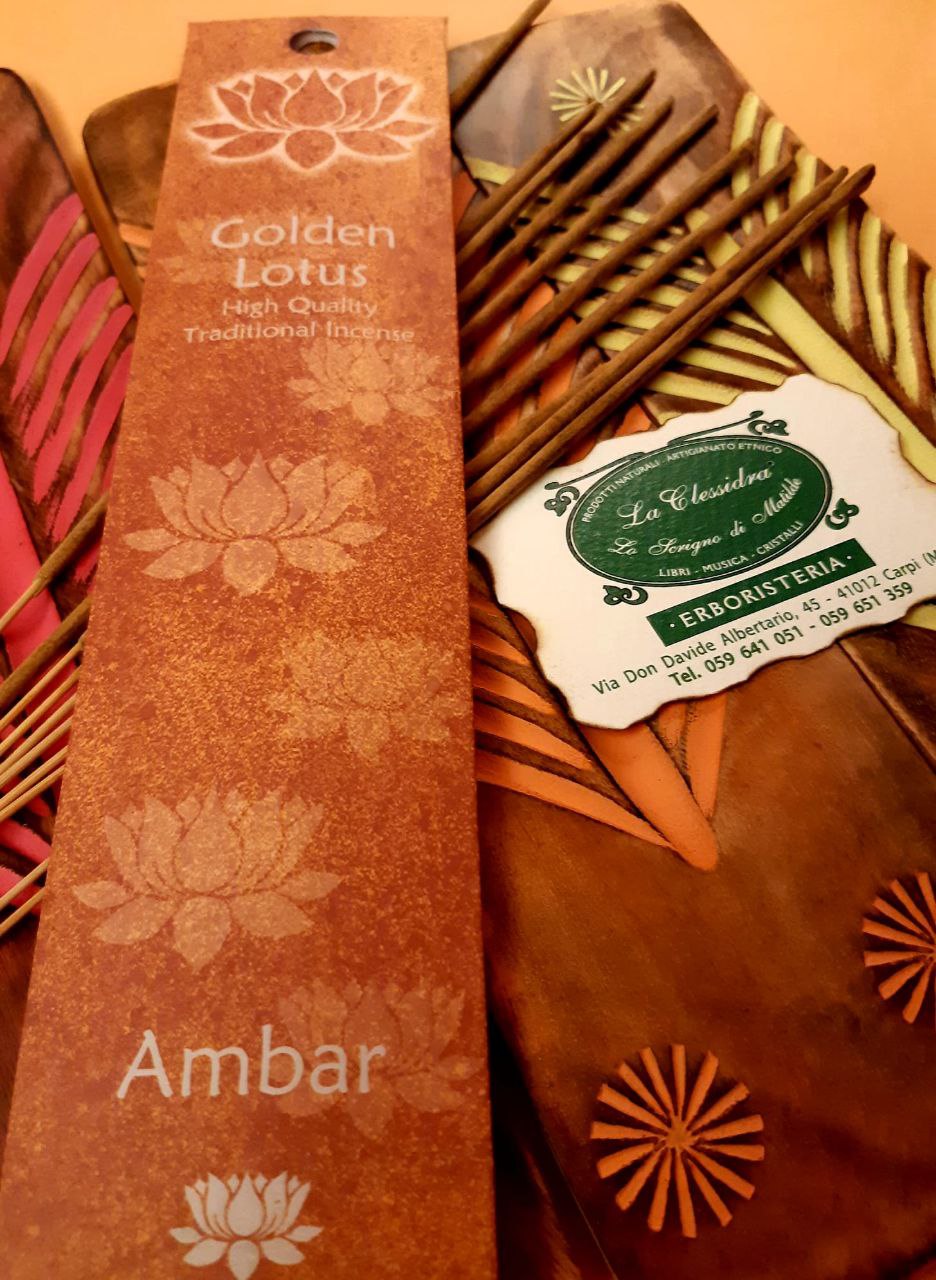 Golden
Lotus
High Quality
Traditional Incense
Ambar
PRODOTTI NATURALI - ARTIGIANATO ETNICO
La Clessidra
Lo Scrigno di Matilde
LIBRI - MUSICA - CRISTALLI
· ERBORISTERIA ·
Via Don Davide Albertario, 45 - 41012 Carpi (M
Tel. 059 641 051 - 059 651 359